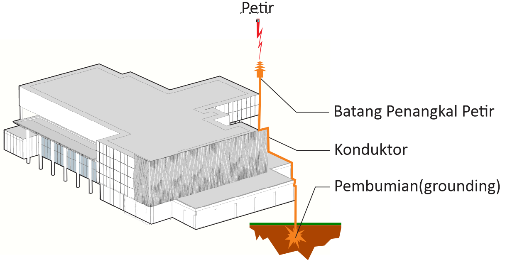 Petir
Batang Penangkal Petir
Konduktor
Pembumian(grounding)